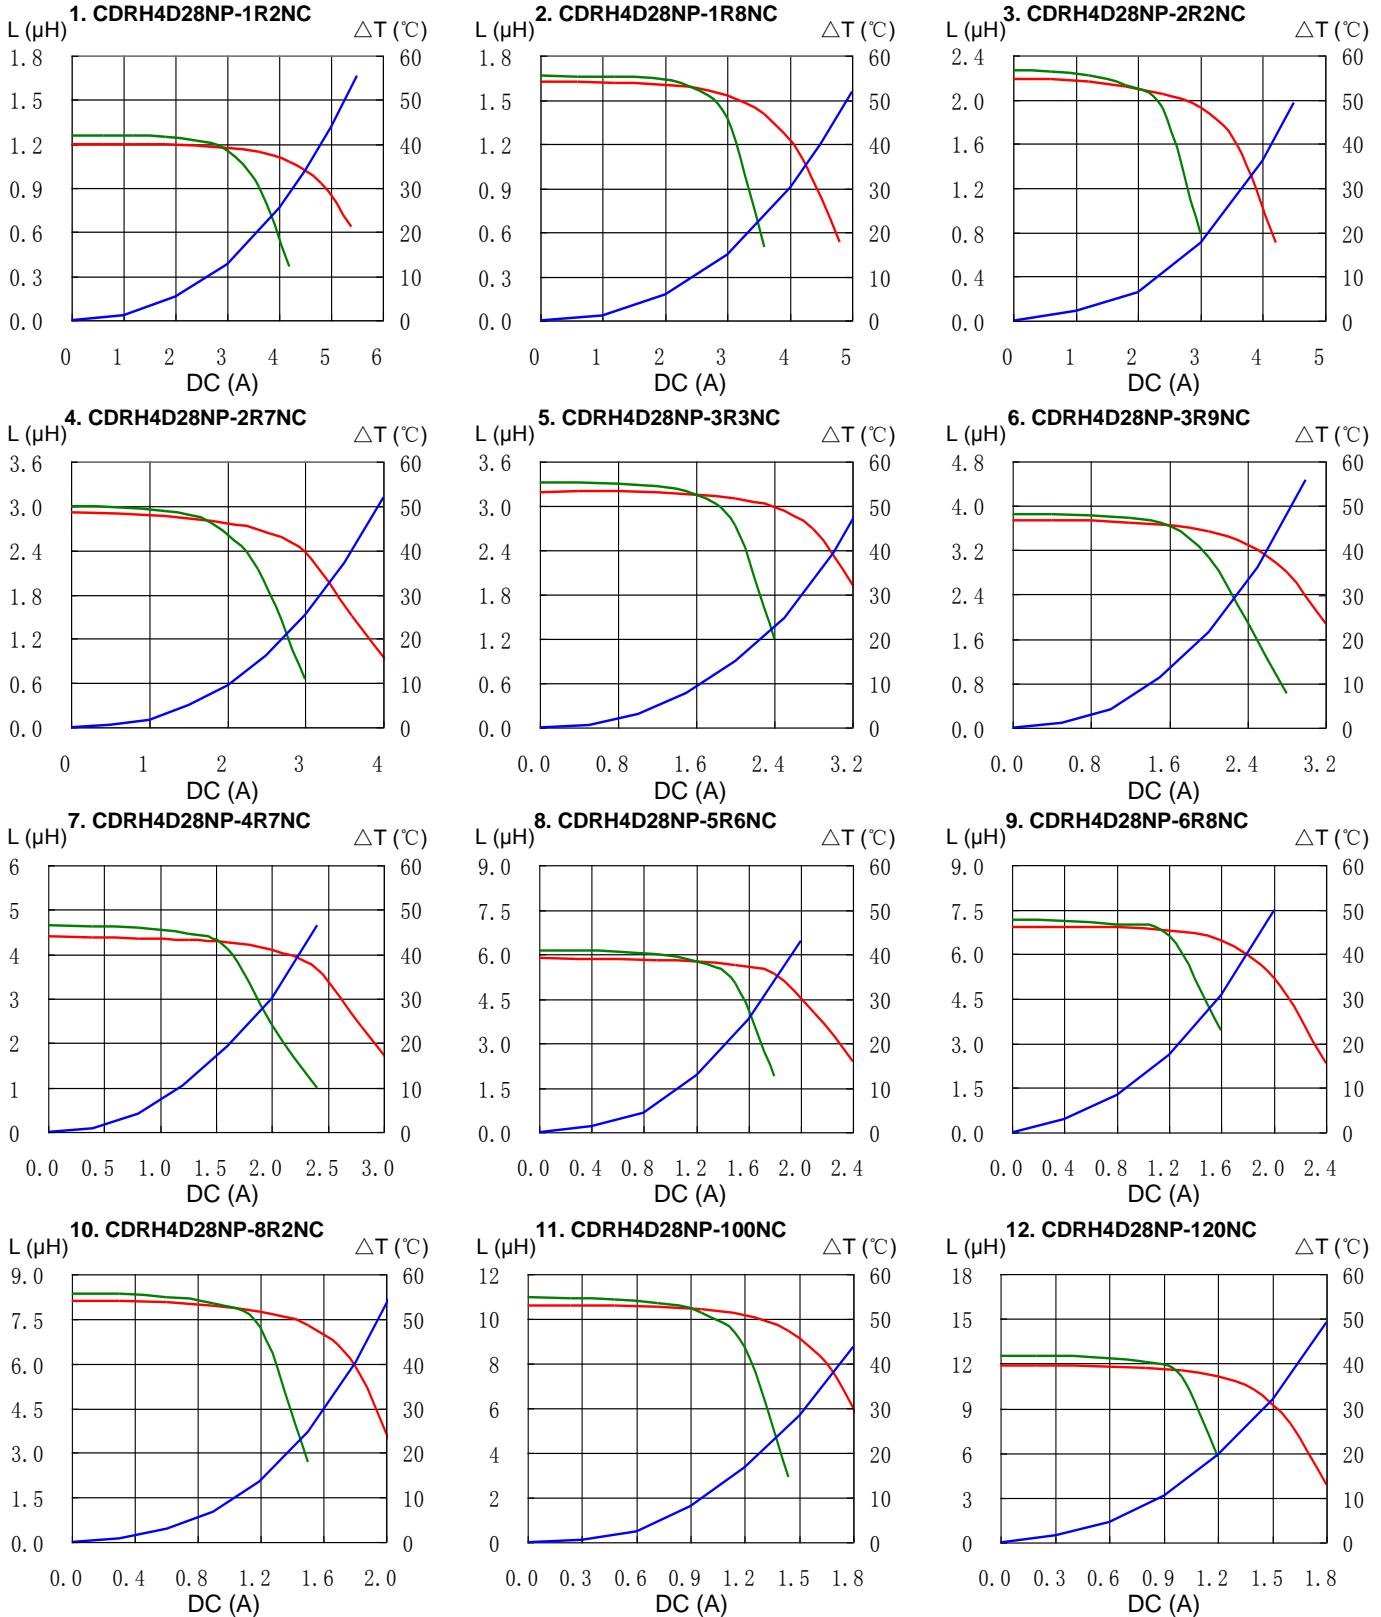 1. CDRH4D28NP-1R2NC
L (μH) △T (℃)
1.8 60
1.5 50
1.2 40
0.9 30
0.6 20
0.3 10
0.0 0
0 1 2 3 4 5 6
DC (A)
2. CDRH4D28NP-1R8NC
L (μH) △T (℃)
1.8 60
1.5 50
1.2 40
0.9 30
0.6 20
0.3 10
0.0 0
0 1 2 3 4 5
DC (A)
3. CDRH4D28NP-2R2NC
L (μH) △T (℃)
2.4 60
2.0 50
1.6 40
1.2 30
0.8 20
0.4 10
0.0 0
0 1 2 3 4 5
DC (A)
4. CDRH4D28NP-2R7NC
L (μH) △T (℃)
3.6 60
3.0 50
2.4 40
1.8 30
1.2 20
0.6 10
0.0 0
0 1 2 3 4
DC (A)
5. CDRH4D28NP-3R3NC
L (μH) △T (℃)
3.6 60
3.0 50
2.4 40
1.8 30
1.2 20
0.6 10
0.0 0
0.0 0.8 1.6 2.4 3.2
DC (A)
6. CDRH4D28NP-3R9NC
L (μH) △T (℃)
4.8 60
4.0 50
3.2 40
2.4 30
1.6 20
0.8 10
0.0 0
0.0 0.8 1.6 2.4 3.2
DC (A)
7. CDRH4D28NP-4R7NC
L (μH) △T (℃)
6 60
5 50
4 40
3 30
2 20
1 10
0 0
0.0 0.5 1.0 1.5 2.0 2.5 3.0
DC (A)
8. CDRH4D28NP-5R6NC
L (μH) △T (℃)
9.0 60
7.5 50
6.0 40
4.5 30
3.0 20
1.5 10
0.0 0
0.0 0.4 0.8 1.2 1.6 2.0 2.4
DC (A)
9. CDRH4D28NP-6R8NC
L (μH) △T (℃)
9.0 60
7.5 50
6.0 40
4.5 30
3.0 20
1.5 10
0.0 0
0.0 0.4 0.8 1.2 1.6 2.0 2.4
DC (A)
10. CDRH4D28NP-8R2NC
L (μH) △T (℃)
9.0 60
7.5 50
6.0 40
4.5 30
3.0 20
1.5 10
0.0 0
0.0 0.4 0.8 1.2 1.6 2.0
DC (A)
11. CDRH4D28NP-100NC
L (μH) △T (℃)
12 60
10 50
8 40
6 30
4 20
2 10
0 0
0.0 0.3 0.6 0.9 1.2 1.5 1.8
DC (A)
12. CDRH4D28NP-120NC
L (μH) △T (℃)
18 60
15 50
12 40
9 30
6 20
3 10
0 0
0.0 0.3 0.6 0.9 1.2 1.5 1.8
DC (A)